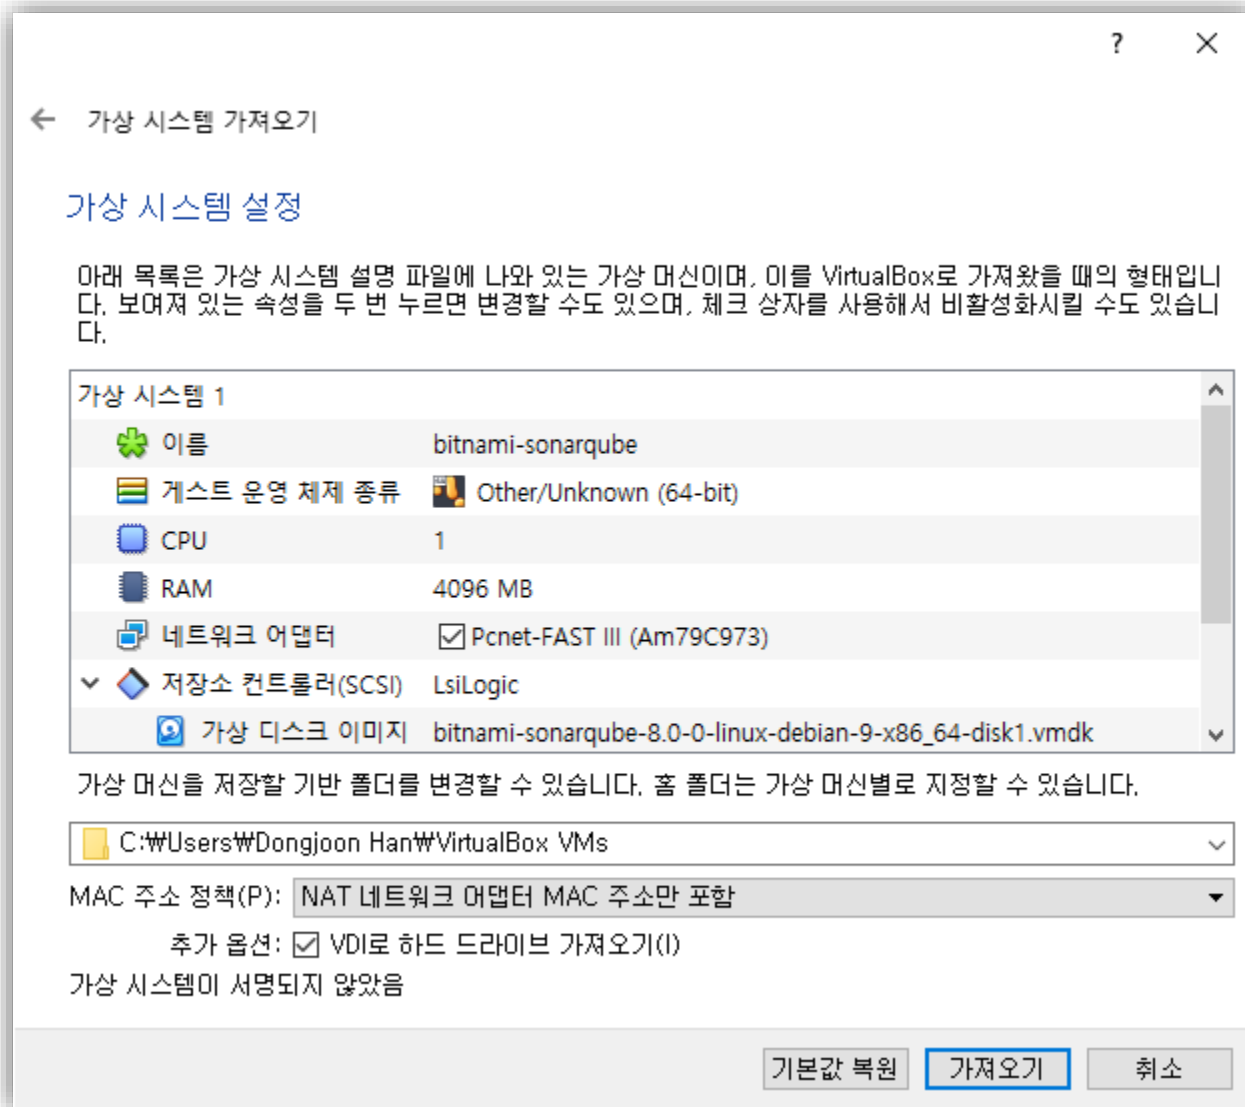 ?
가상 시스템 가져오기
가상 시스템 설정
아래 목록은 가상 시스템 설명 파일에 나와 있는 가상 머신이며, 이를 VirtualBox로 가져왔을 때의 형태입니
다. 보여져 있는 속성을 두 번 누르면 변경할 수도 있으며, 체크 상자를 사용해서 비활성화시킬 수도 있습니
다.
가상 시스템 1
이름 bitnami-sonarqube
게스트 운영 체제 종류 Other/Unknown (64-bit)
CPU 1
RAM 4096 MB
네트워크 어댑터 Pcnet-FAST III (Am79C973)
저장소 컨트롤러(SCSI) LsiLogic
가상 디스크 이미지 bitnami-sonarqube-8.0-0-linux-debian-9-x86_64-disk1.vmdk
가상 머신을 저장할 기반 폴더를 변경할 수 있습니다. 홈 폴더는 가상 머신별로 지정할 수 있습니다.
C:₩Users₩Dongjoon Han₩VirtualBox VMs
MAC 주소 정책(P): NAT 네트워크 어댑터 MAC 주소만 포함
추가 옵션: VDI로 하드 드라이브 가져오기(I)
가상 시스템이 서명되지 않았음
기본값 복원 가져오기 취소